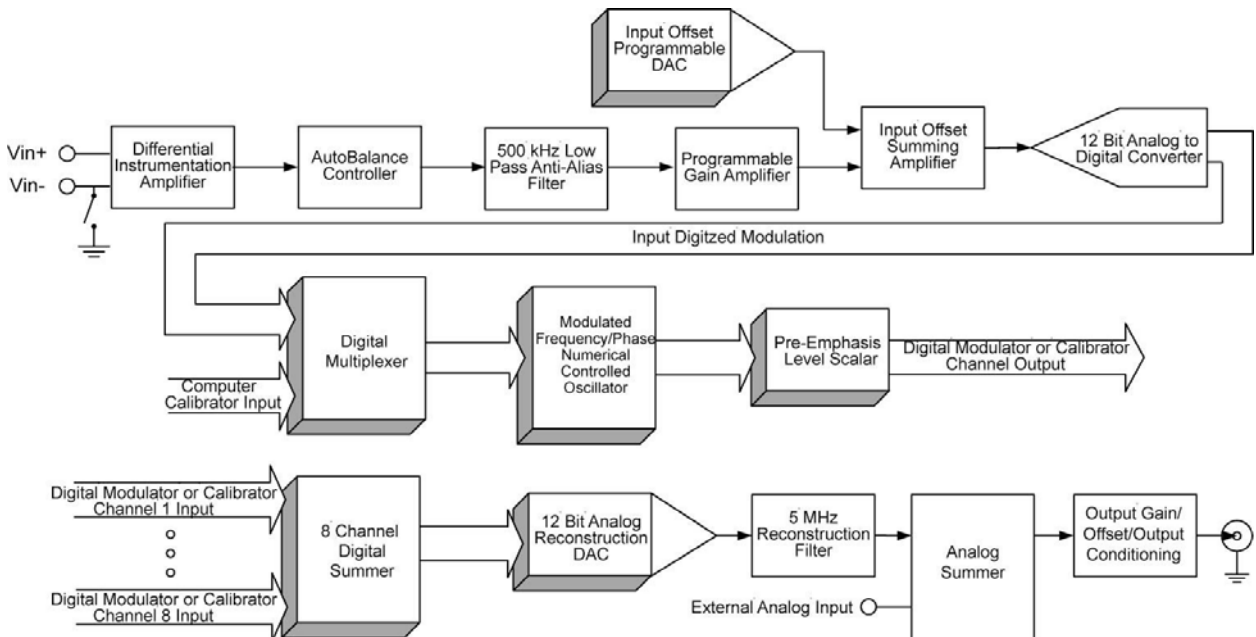 Input Offset
Programmable
DAC
Vin+
Vin-
Differential
Instrumentation
Amplifier
AutoBalance
Controller
500 kHz Low
Pass Anti-Alias
Filter
Programmable
Gain Amplifier
Input Offset
Summing
Amplifier
12 Bit Analog to
Digital Converter
Input Digitzed Modulation
Computer
Calibrator Input
Digital
Multiplexer
Modulated
Frequency/Phase
Numerical
Controlled
Oscillator
Pre-Emphasis
Level Scalar
Digital Modulator or Calibrator
Channel Output
Digital Modulator or Calibrator
Channel 1 Input
Digital Modulator or Calibrator
Channel 8 Input
8 Channel
Digital
Summer
12 Bit Analog
Reconstruction
DAC
5 MHz
Reconstruction
Filter
External Analog Input
Analog
Summer
Output Gain/
Offset/Output
Conditioning